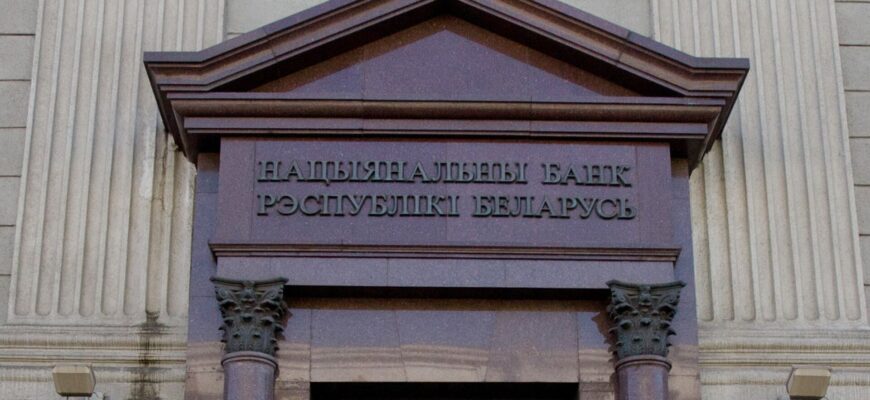 НАЦЫЯНАЛЬНЫ БАНК
РЭСПУБЛІКІ БЕЛАРУСЬ